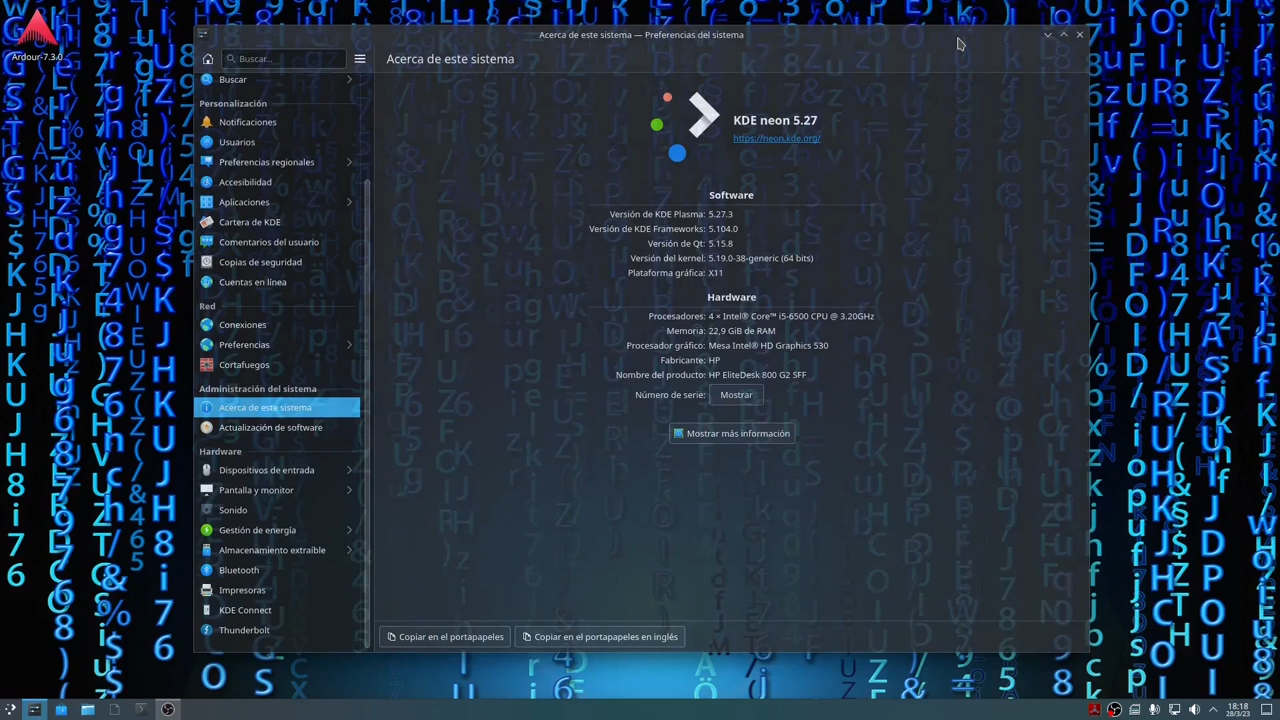 Ardour-7.3.0
Acerca de este sistema — Preferencias del sistema
Buscar...
Acerca de este sistema
Buscar
Personalización
Notificaciones
Usuarios
Preferencias regionales
Accesibilidad
Aplicaciones
Cartera de KDE
Comentarios del usuario
Copias de seguridad
Cuentas en línea
Red
Conexiones
Preferencias
Cortafuegos
Administración del sistema
Acerca de este sistema
Actualización de software
Hardware
Dispositivos de entrada
Pantalla y monitor
Sonido
Gestión de energía
Almacenamiento extraíble
Bluetooth
Impresoras
KDE Connect
Thunderbolt
KDE neon 5.27
https://neon.kde.org/
Software
Versión de KDE Plasma: 5.27.3
Versión de KDE Frameworks: 5.104.0
Versión de Qt: 5.15.8
Versión del kernel: 5.19.0-38-generic (64 bits)
Plataforma gráfica: X11
Hardware
Procesadores: 4 × Intel® Core™ i5-6500 CPU @ 3.20GHz
Memoria: 22,9 GiB de RAM
Procesador gráfico: Mesa Intel® HD Graphics 530
Fabricante: HP
Nombre del producto: HP EliteDesk 800 G2 SFF
Número de serie: Mostrar
Mostrar más información
Copiar en el portapapeles
Copiar en el portapapeles en inglés
18:18
28/3/23